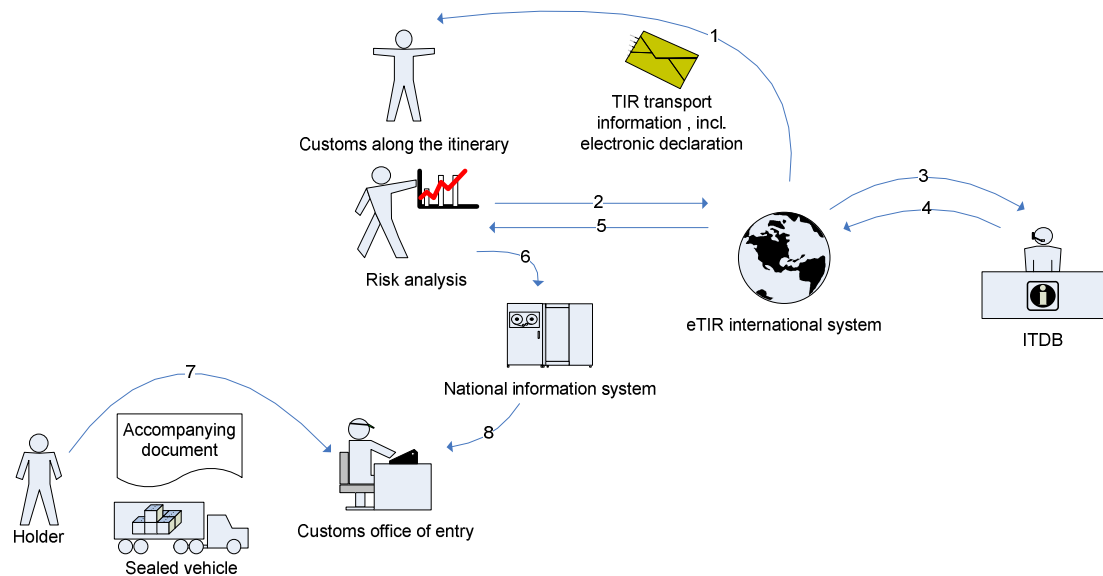 1
TIR transport
information , incl.
electronic declaration
Customs along the itinerary
2
3
4
5
6
Risk analysis
eTIR international system
ITDB
National information system
7
8
Accompanying
document
Holder
Customs office of entry
Sealed vehicle